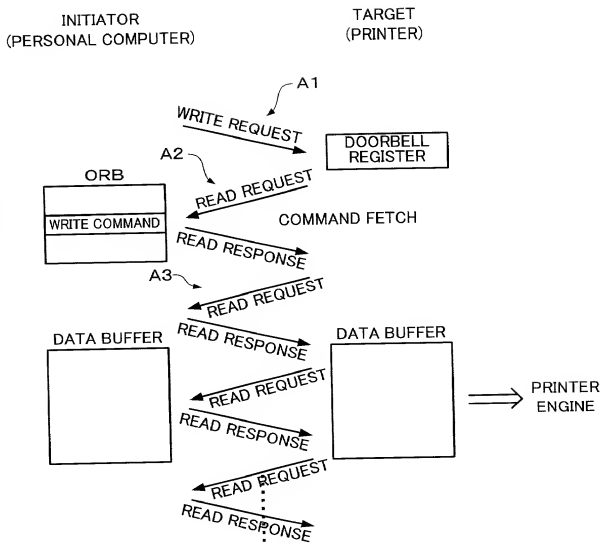 INITIATOR
(PERSONAL COMPUTER)
TARGET
(PRINTER)
A1
WRITE REQUEST
DOORBELL
REGISTER
A2
READ REQUEST
ORB
WRITE COMMAND
COMMAND FETCH
READ RESPONSE
A3
READ REQUEST
READ RESPONSE
DATA BUFFER
DATA BUFFER
READ REQUEST
PRINTER
ENGINE
READ RESPONSE
READ REQUEST
READ RESPONSE